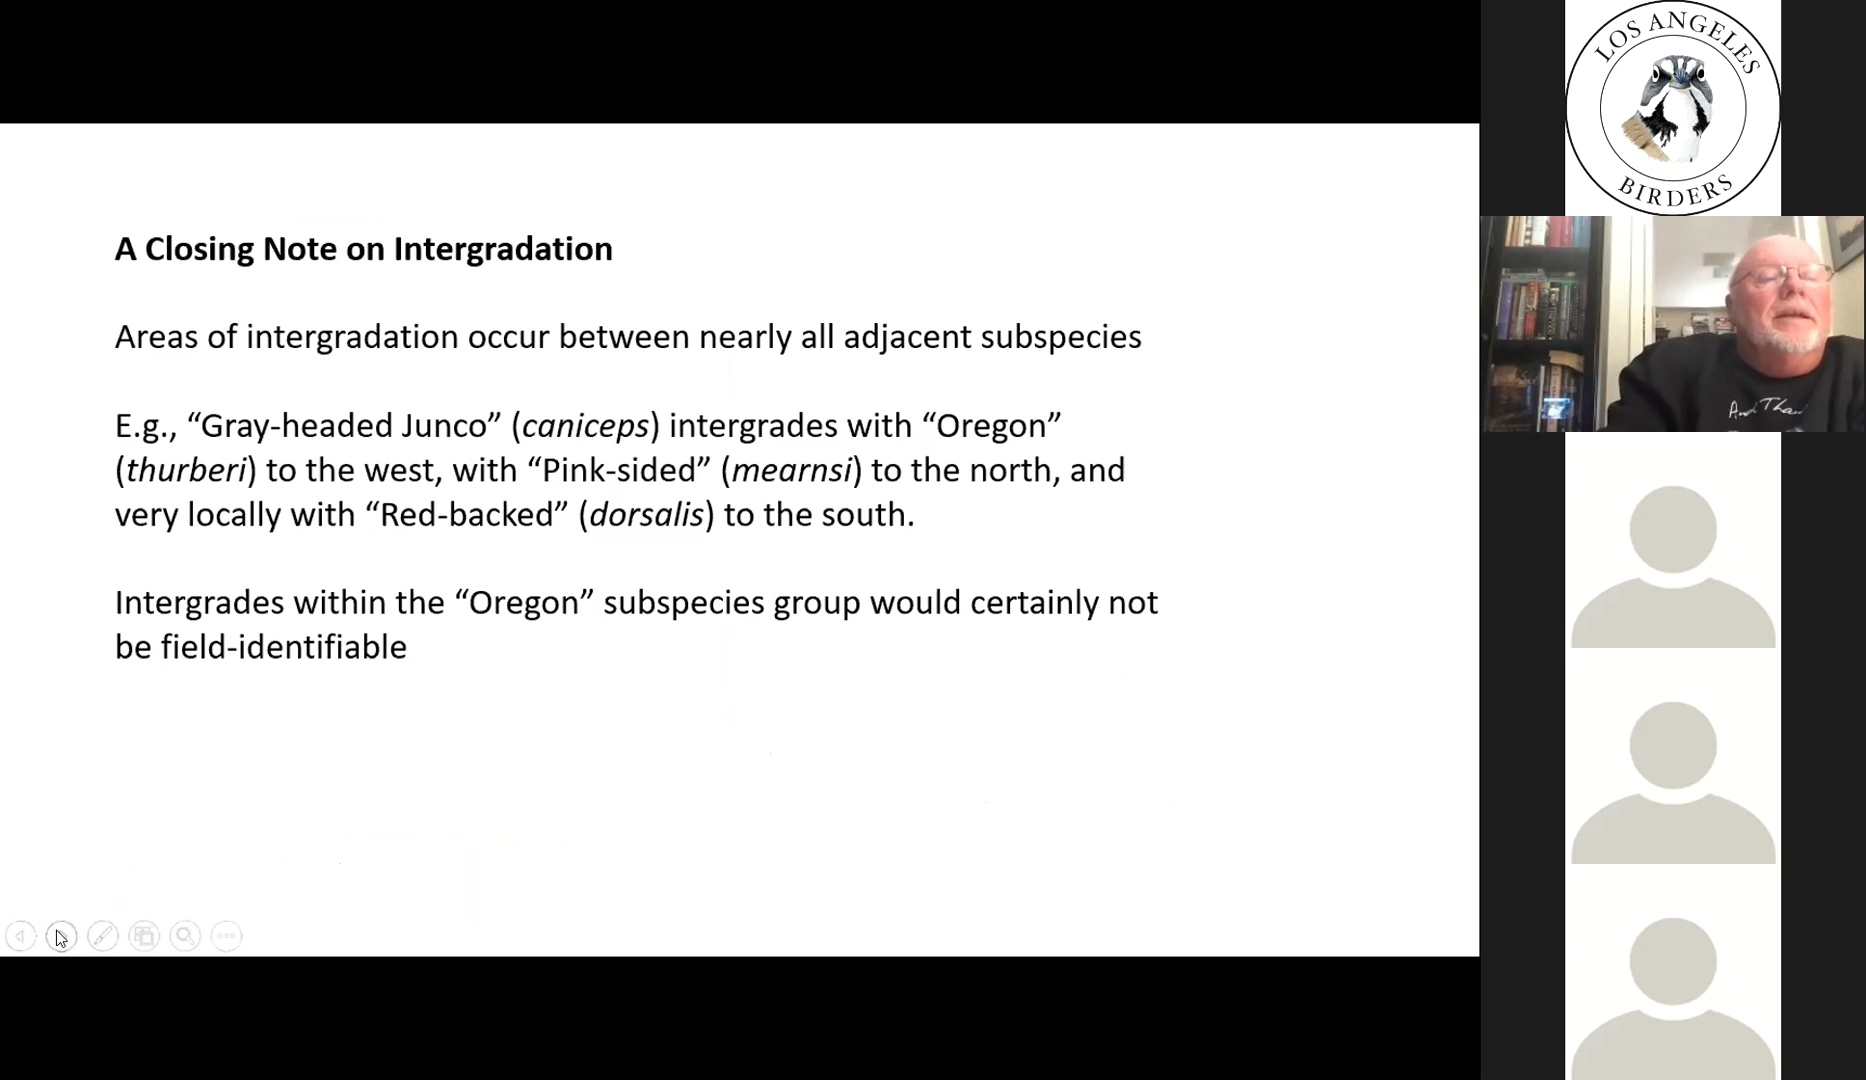 A Closing Note on Intergradation
Areas of intergradation occur between nearly all adjacent subspecies
E.g., “Gray-headed Junco” (caniceps) intergrades with “Oregon”
(thurberi) to the west, with “Pink-sided” (mearnsi) to the north, and
very locally with “Red-backed” (dorsalis) to the south.
Intergrades within the “Oregon” subspecies group would certainly not
be field-identifiable
LOS ANGELES
BIRDERS